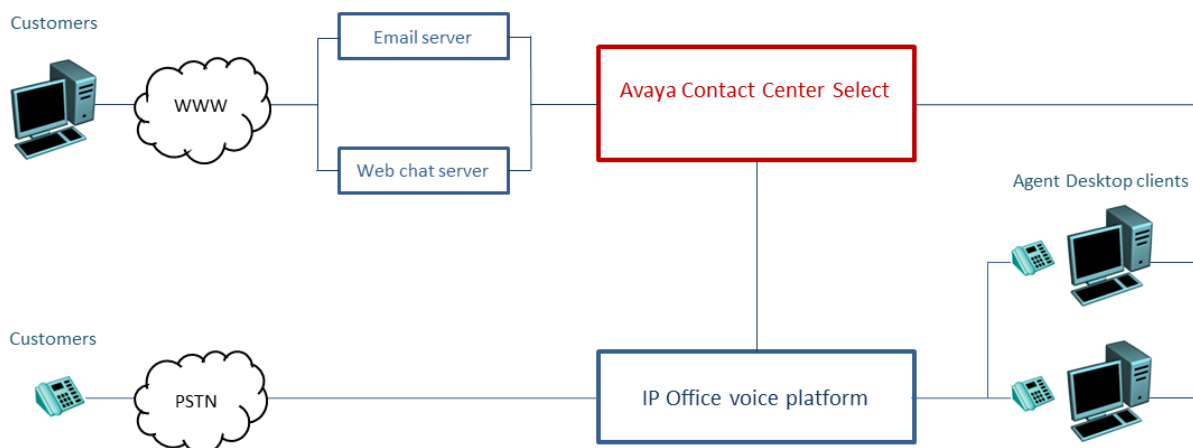 Customers
WWW
Email server
Web chat server
Avaya Contact Center Select
Agent Desktop clients
Customers
PSTN
IP Office voice platform